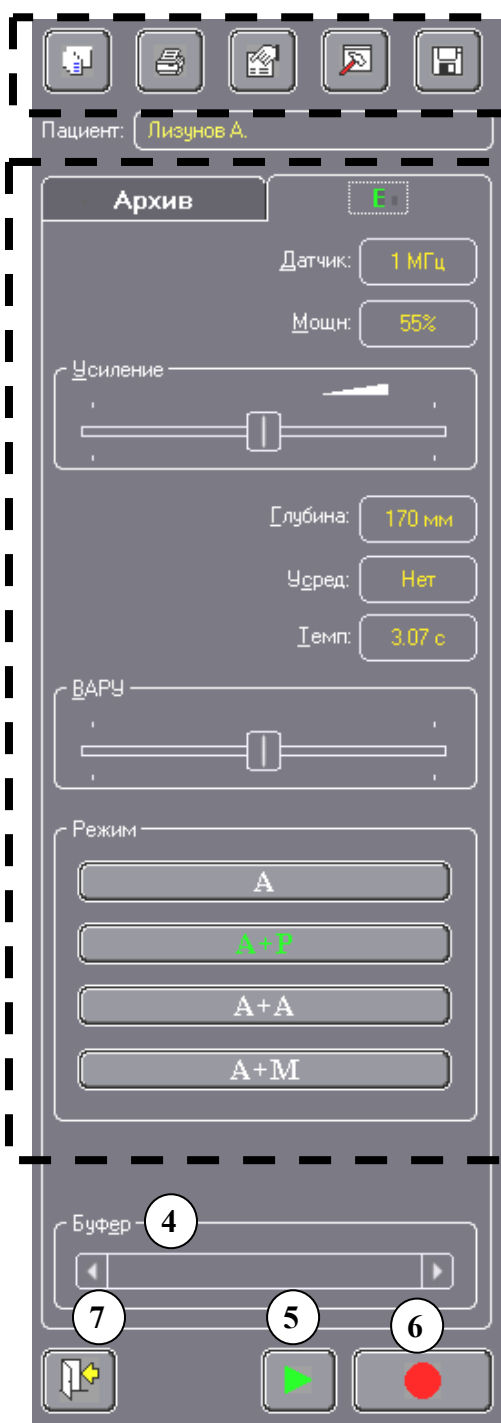 Пациент: Лизунов А.
Архив
Датчик: 1 МГц
Мощн: 55%
Усиление
Глубина: 170 мм
Усред: Нет
Темп: 3.07 с
ВАРУ
Режим
А
А+Р
А+А
А+М
Буфер 4
7 5 6